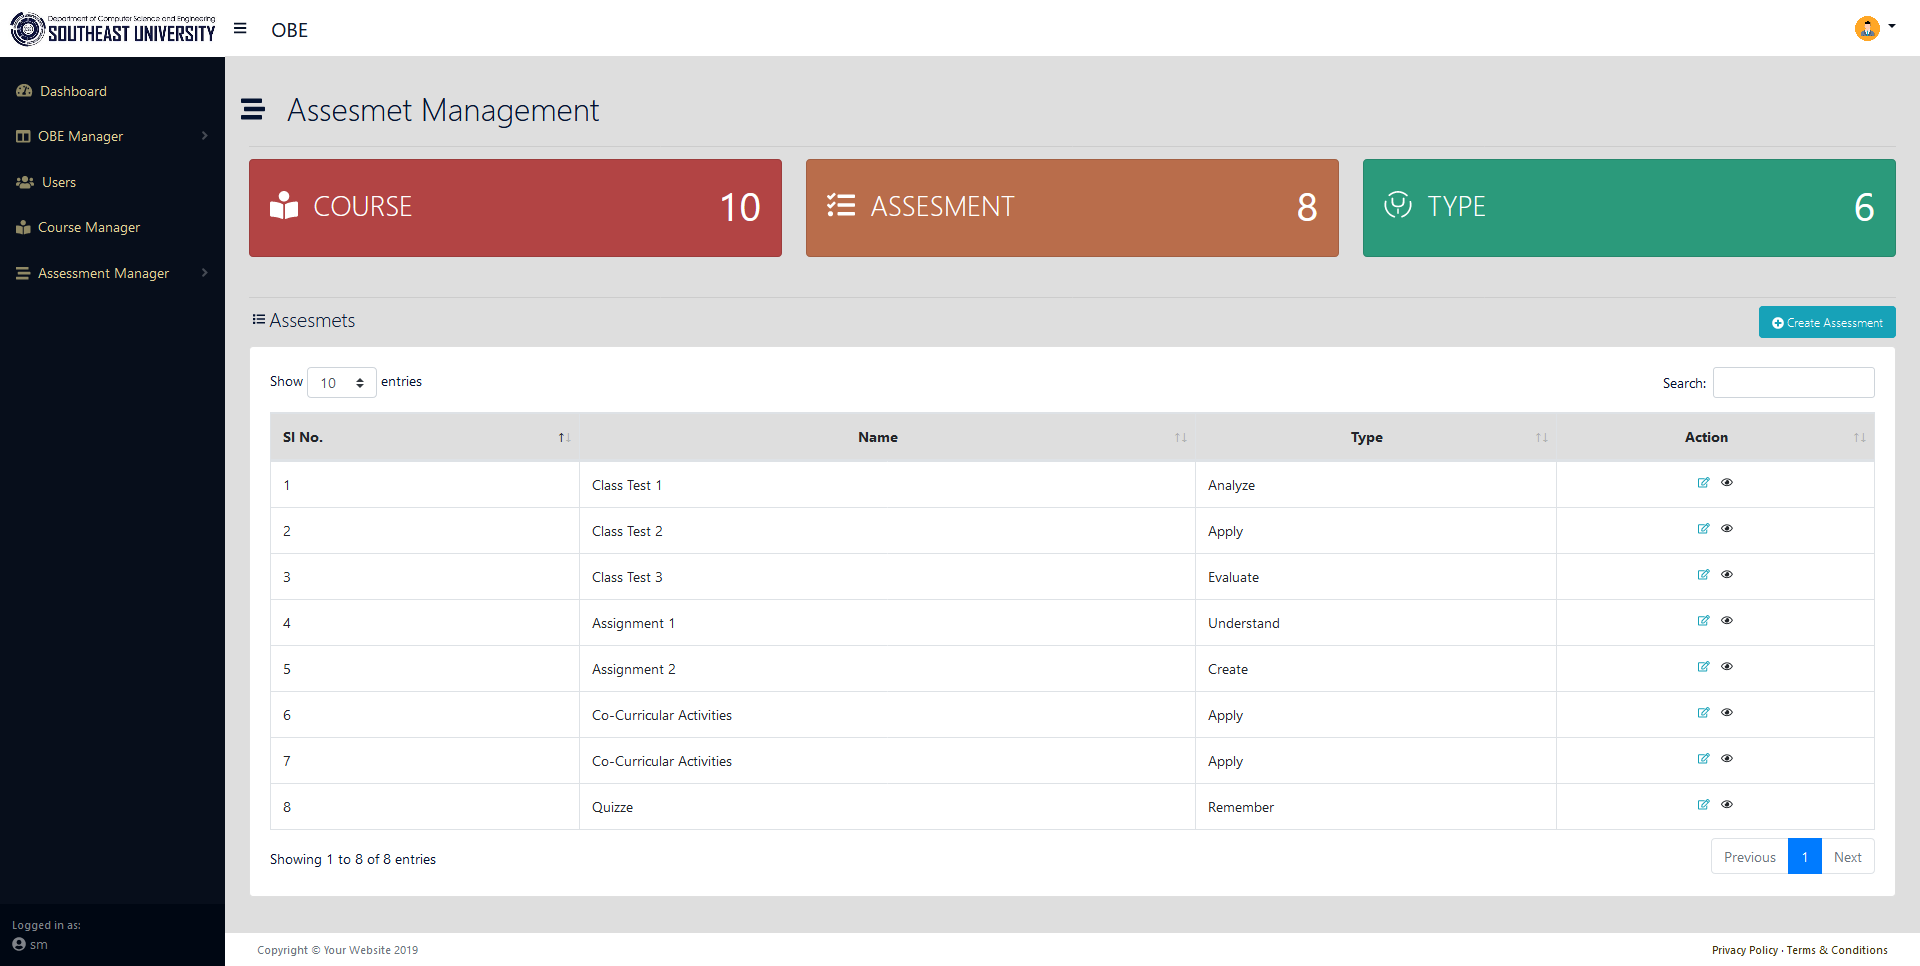 Department of Computer Science and Engineering
SOUTHEAST UNIVERSITY
OBE
Dashboard
OBE Manager
Users
Course Manager
Assessment Manager
Logged in as:
sm
Assesmet Management
COURSE 10
ASSESMENT 8
TYPE 6
Assesmets
Create Assessment
Show 10 entries
Search:
Sl No. Name Type Action
1 Class Test 1 Analyze
2 Class Test 2 Apply
3 Class Test 3 Evaluate
4 Assignment 1 Understand
5 Assignment 2 Create
6 Co-Curricular Activities Apply
7 Co-Curricular Activities Apply
8 Quizze Remember
Showing 1 to 8 of 8 entries
Previous 1 Next
Copyright © Your Website 2019
Privacy Policy · Terms & Conditions